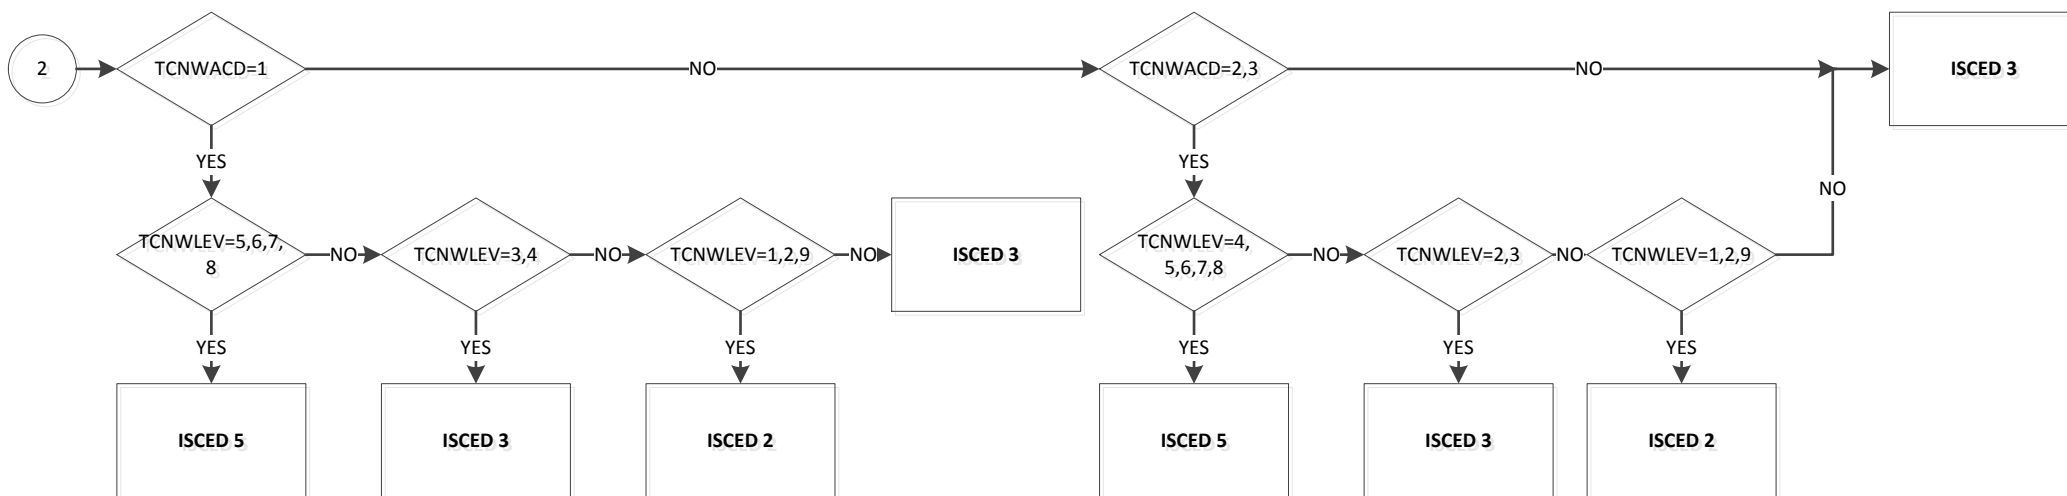 2
TCNWACD=1
NO
TCNWACD=2,3
NO
ISCED 3
YES
YES
NO
TCNWLEV=5,6,7,
8
NO
TCNWLEV=3,4
NO
TCNWLEV=1,2,9
NO
ISCED 3
TCNWLEV=4,
5,6,7,8
NO
TCNWLEV=2,3
NO
TCNWLEV=1,2,9
YES
YES
YES
YES
YES
YES
ISCED 5
ISCED 3
ISCED 2
ISCED 5
ISCED 3
ISCED 2